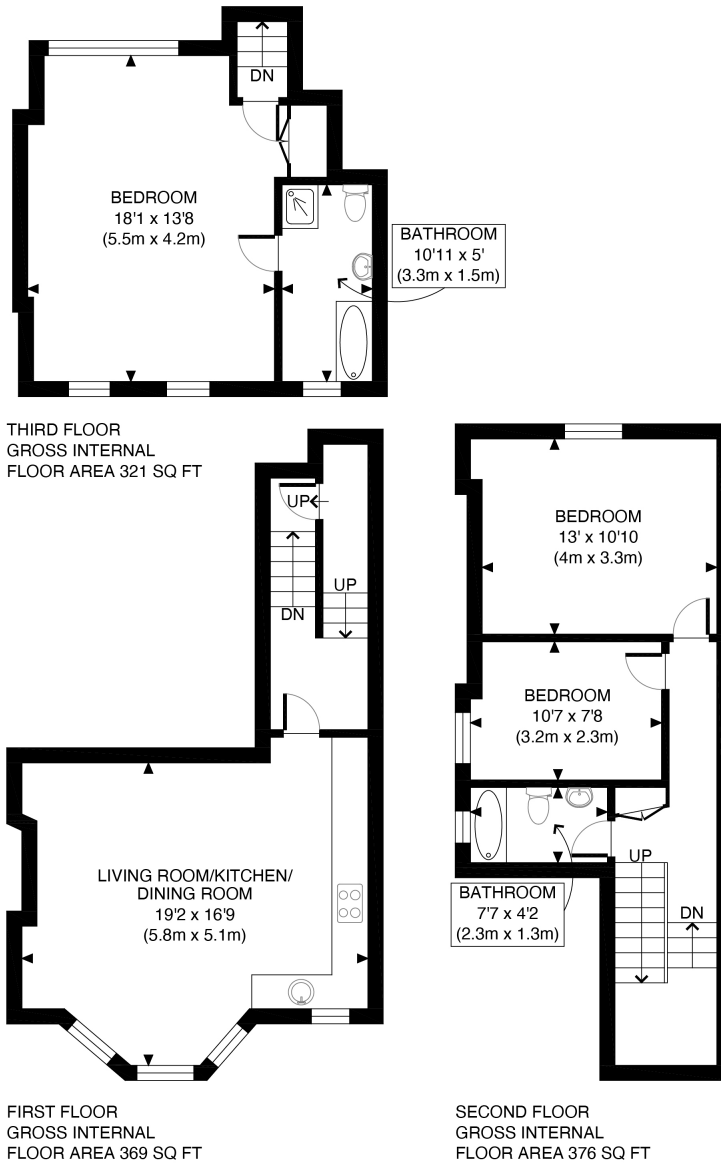 DN
BEDROOM
18'1 x 13'8
(5.5m x 4.2m)
BATHROOM
10'11 x 5'
(3.3m x 1.5m)
THIRD FLOOR
GROSS INTERNAL
FLOOR AREA 321 SQ FT
UP
UP
DN
LIVING ROOM/KITCHEN/
DINING ROOM
19'2 x 16'9
(5.8m x 5.1m)
FIRST FLOOR
GROSS INTERNAL
FLOOR AREA 369 SQ FT
BEDROOM
13' x 10'10
(4m x 3.3m)
BEDROOM
10'7 x 7'8
(3.2m x 2.3m)
UP
BATHROOM
7'7 x 4'2
(2.3m x 1.3m)
DN
SECOND FLOOR
GROSS INTERNAL
FLOOR AREA 376 SQ FT